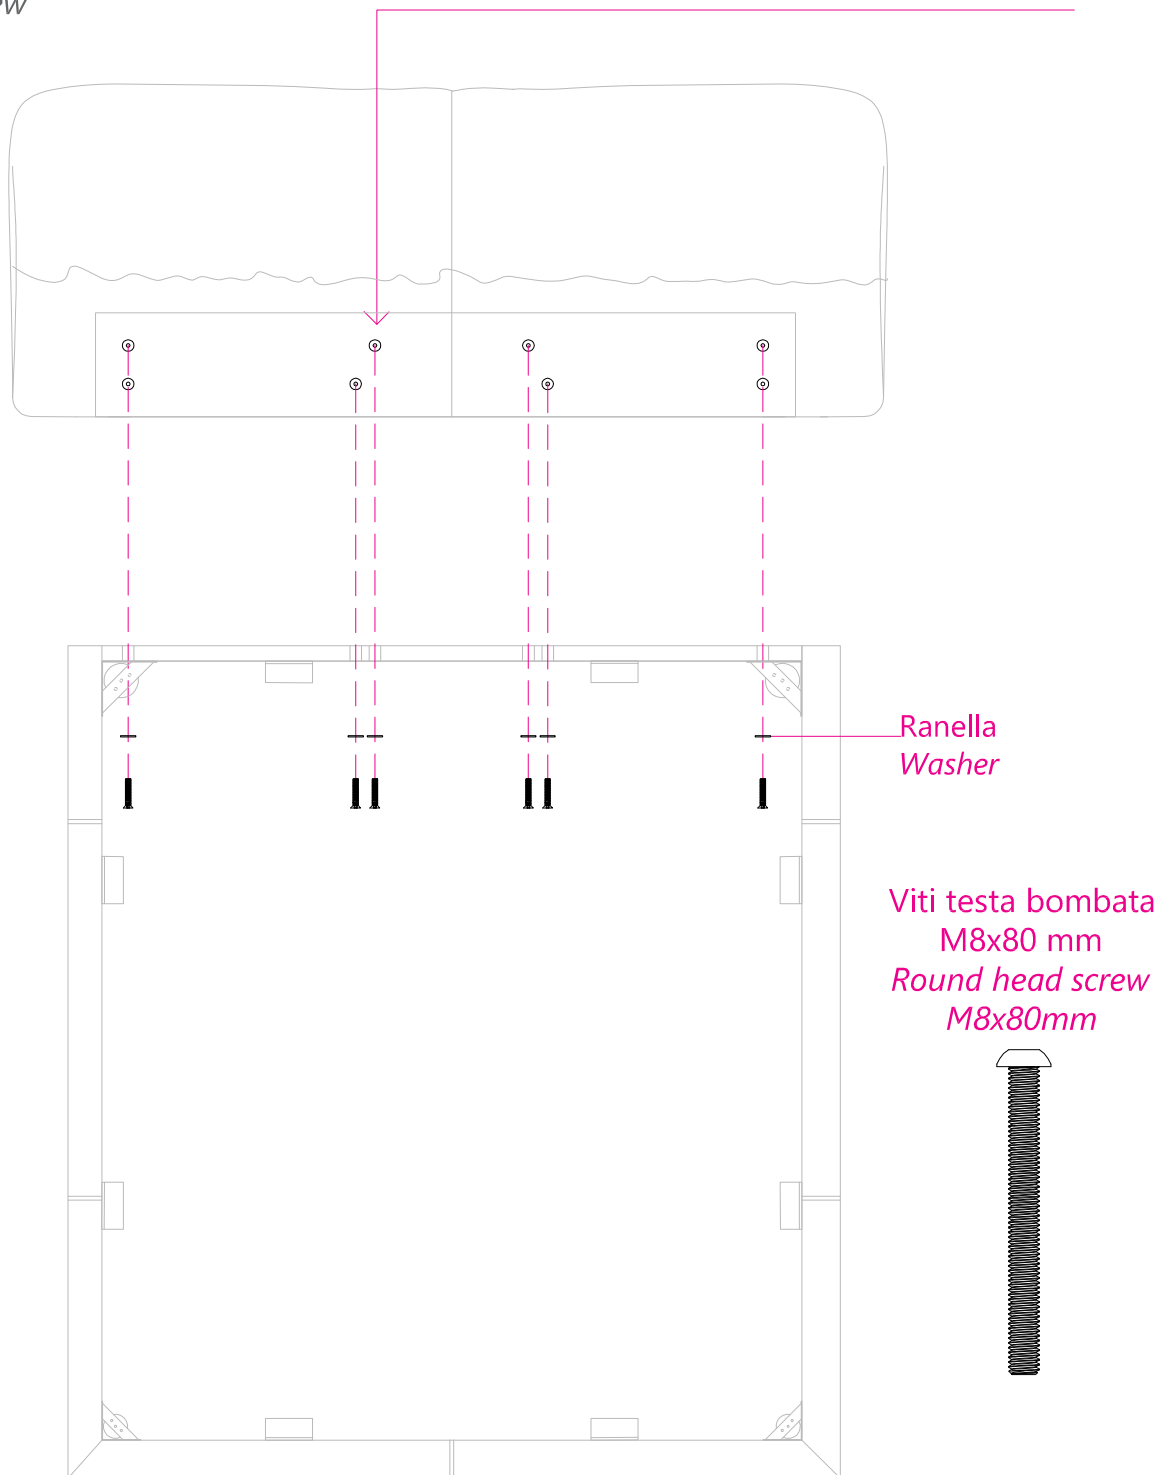 Ranella
Washer
Viti testa bombata
M8x80 mm
Round head screw
M8x80mm